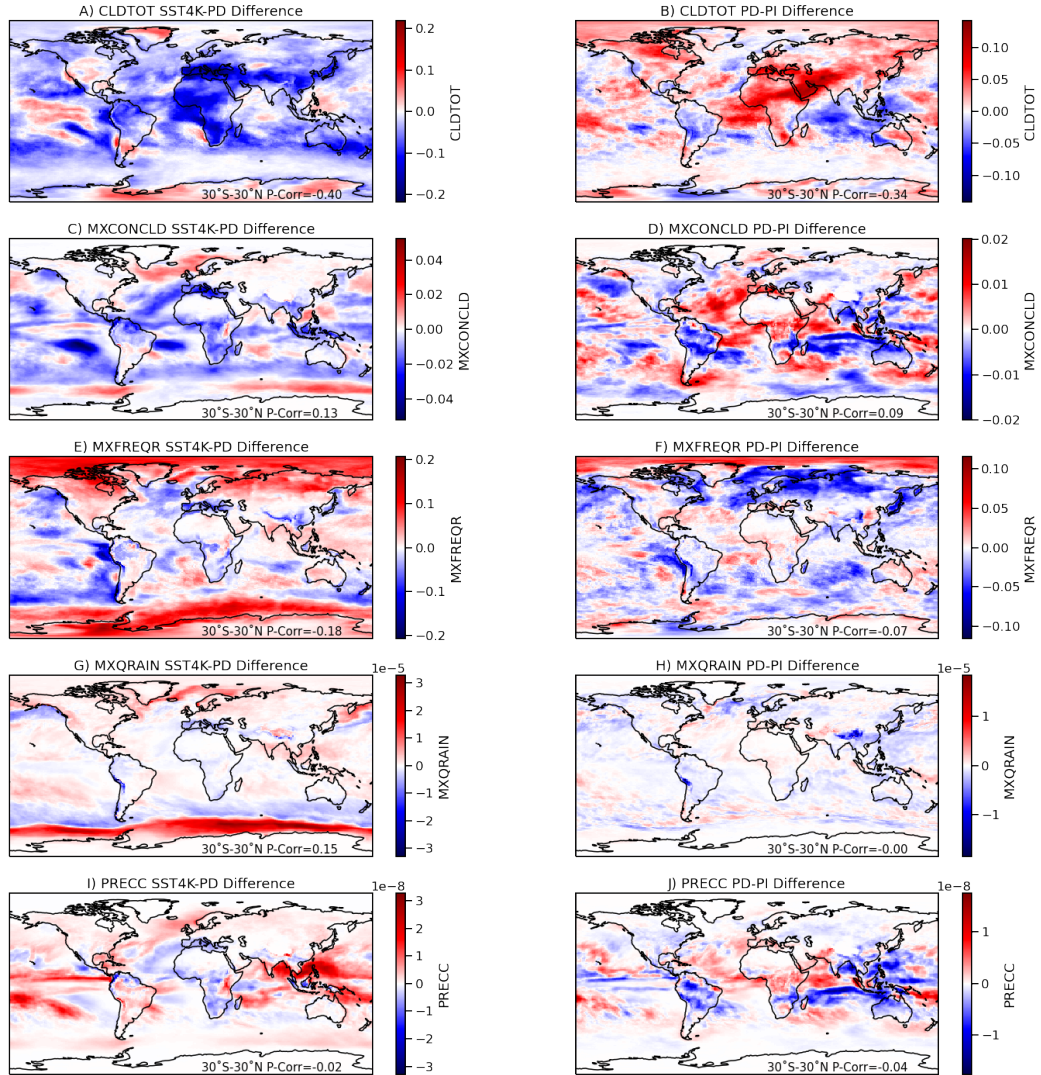 A) CLDTOT SST4K-PD Difference
0.2
0.1
0.0
−0.1
−0.2
CLDTOT
30˚S-30˚N P-Corr=-0.40
B) CLDTOT PD-PI Difference
0.10
0.05
0.00
−0.05
−0.10
CLDTOT
30˚S-30˚N P-Corr=-0.34
C) MXCONCLD SST4K-PD Difference
0.04
0.02
0.00
−0.02
−0.04
MXCONCLD
30˚S-30˚N P-Corr=0.13
D) MXCONCLD PD-PI Difference
0.02
0.01
0.00
−0.01
−0.02
MXCONCLD
30˚S-30˚N P-Corr=0.09
E) MXFREQR SST4K-PD Difference
0.2
0.1
0.0
−0.1
−0.2
MXFREQR
30˚S-30˚N P-Corr=-0.18
F) MXFREQR PD-PI Difference
0.10
0.05
0.00
−0.05
−0.10
MXFREQR
30˚S-30˚N P-Corr=-0.07
G) MXQRAIN SST4K-PD Difference
1e−5
3
2
1
0
−1
−2
−3
MXQRAIN
30˚S-30˚N P-Corr=0.15
H) MXQRAIN PD-PI Difference
1e−5
1
0
−1
MXQRAIN
30˚S-30˚N P-Corr=-0.00
I) PRECC SST4K-PD Difference
1e−8
3
2
1
0
−1
−2
−3
PRECC
30˚S-30˚N P-Corr=-0.02
J) PRECC PD-PI Difference
1e−8
1
0
−1
PRECC
30˚S-30˚N P-Corr=-0.04